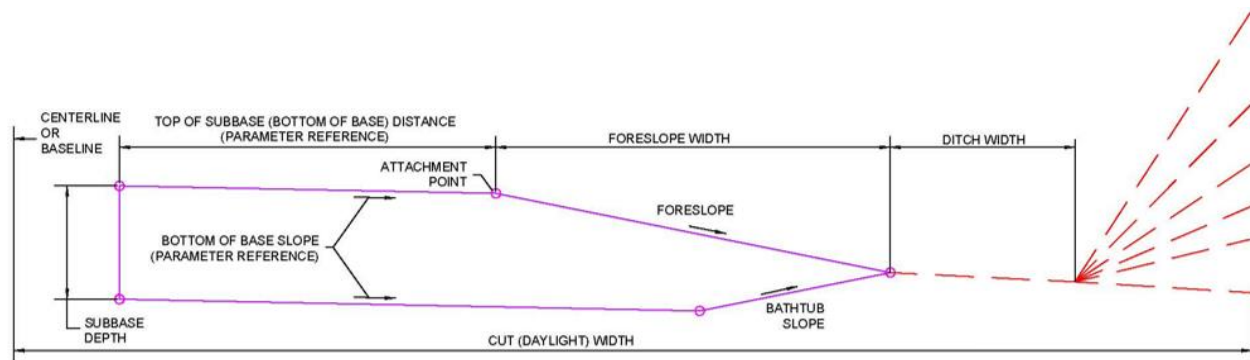 CENTERLINE
OR
BASELINE
TOP OF SUBBASE (BOTTOM OF BASE) DISTANCE
(PARAMETER REFERENCE)
FORESLOPE WIDTH
DITCH WIDTH
ATTACHMENT
POINT
FORESLOPE
BOTTOM OF BASE SLOPE
(PARAMETER REFERENCE)
BATHTUB
SLOPE
SUBBASE
DEPTH
CUT (DAYLIGHT) WIDTH